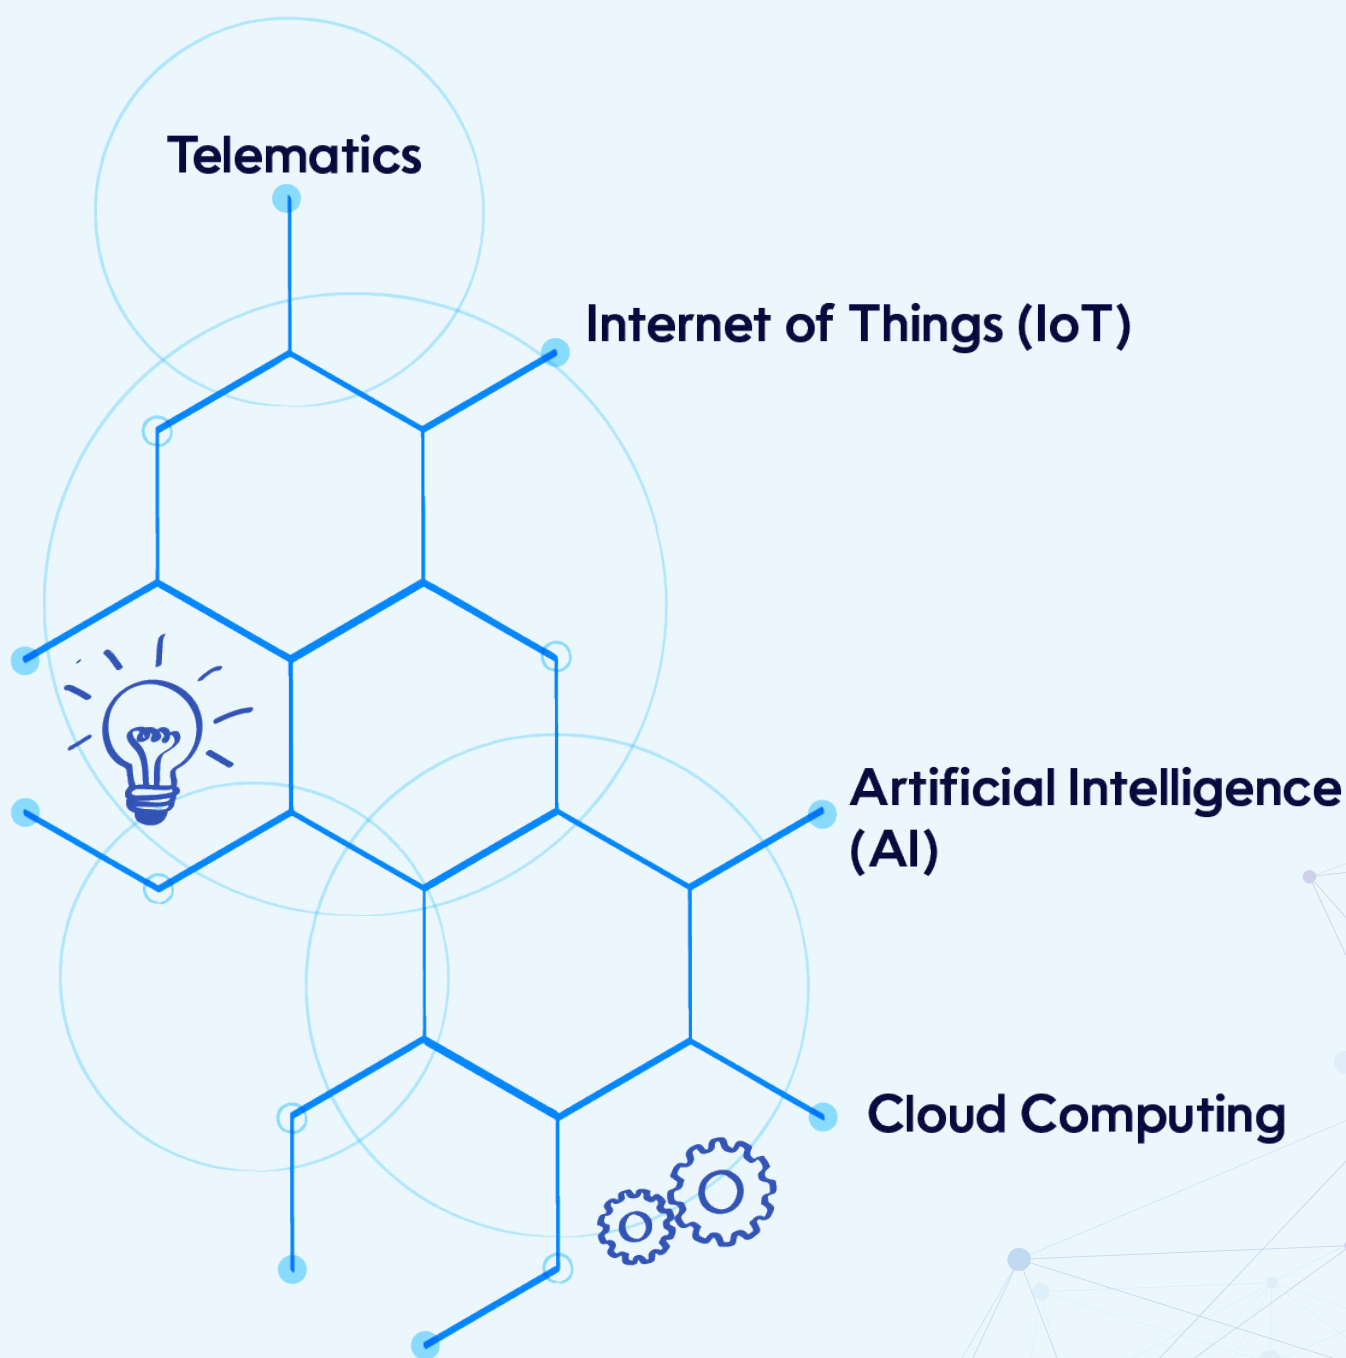 Telematics
Internet of Things (IoT)
Artificial Intelligence
(AI)
Cloud Computing